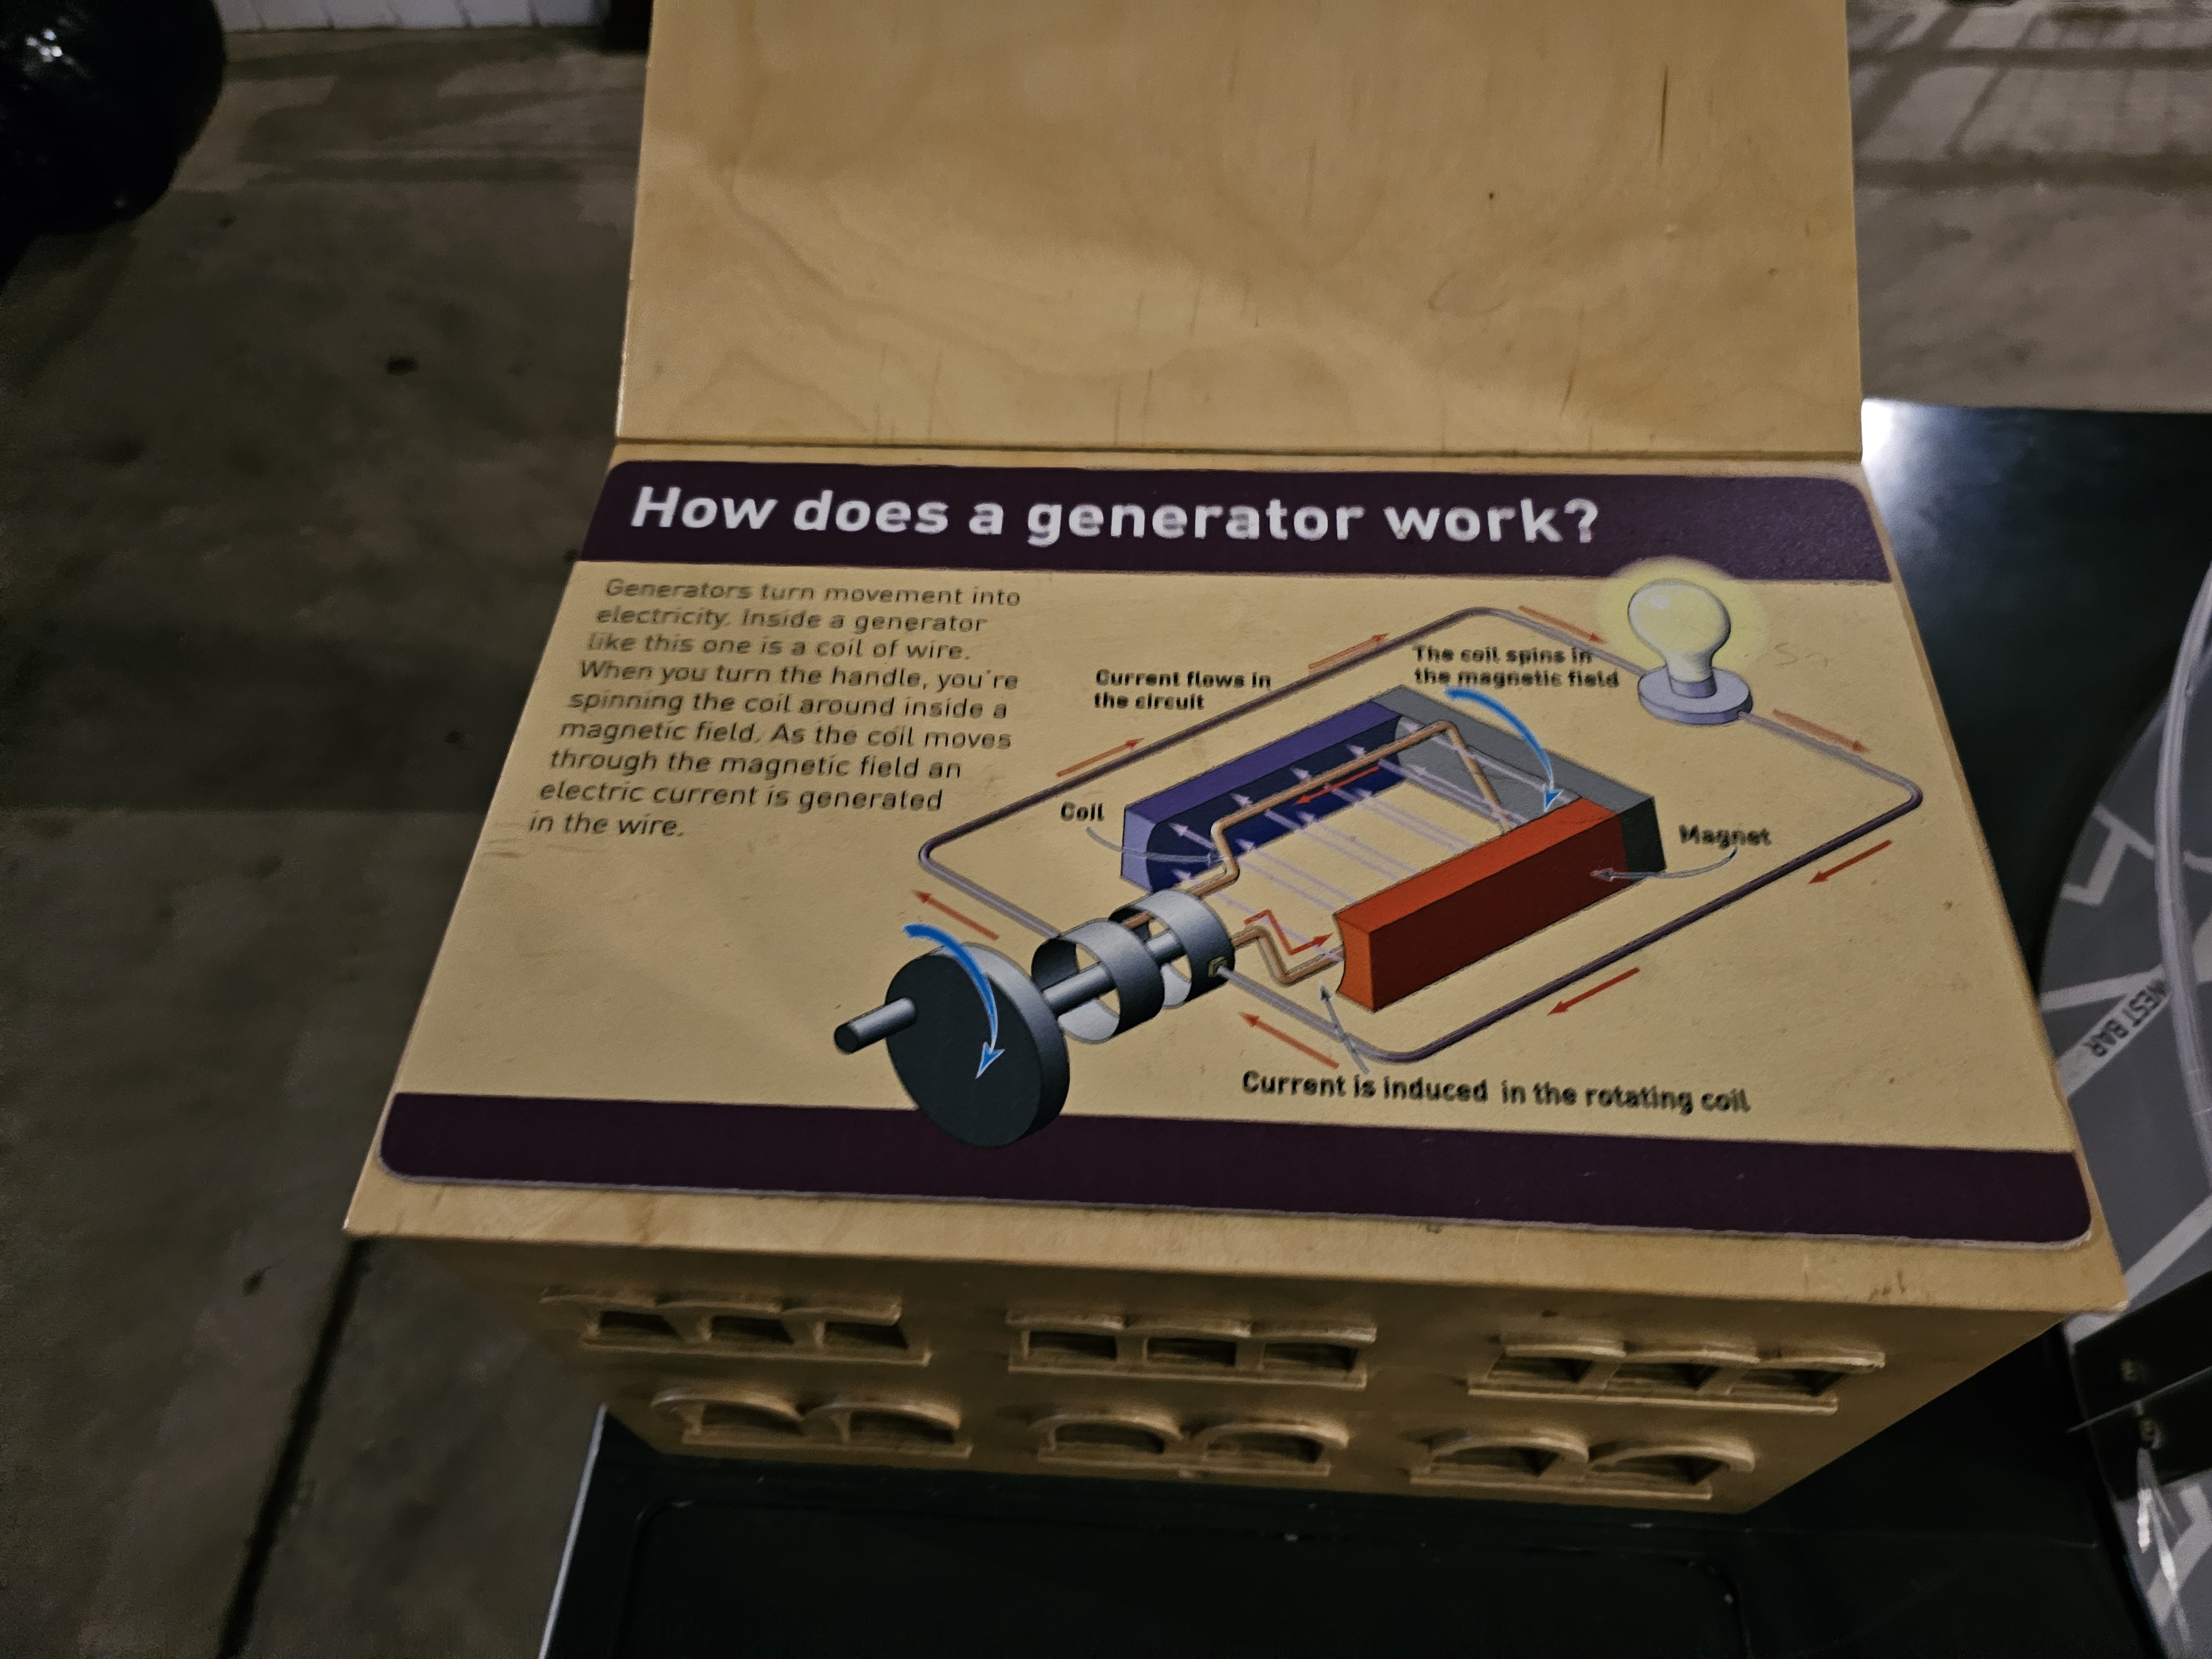 How does a generator work?
Generators turn movement into
electricity. Inside a generator
like this one is a coil of wire.
When you turn the handle, you're
spinning the coil around inside a
magnetic field. As the coil moves
through the magnetic field an
electric current is generated
in the wire.
Current flows in
the circuit
The coil spins in
the magnetic field
Coil
Magnet
Current is induced in the rotating coil
WEST BAR